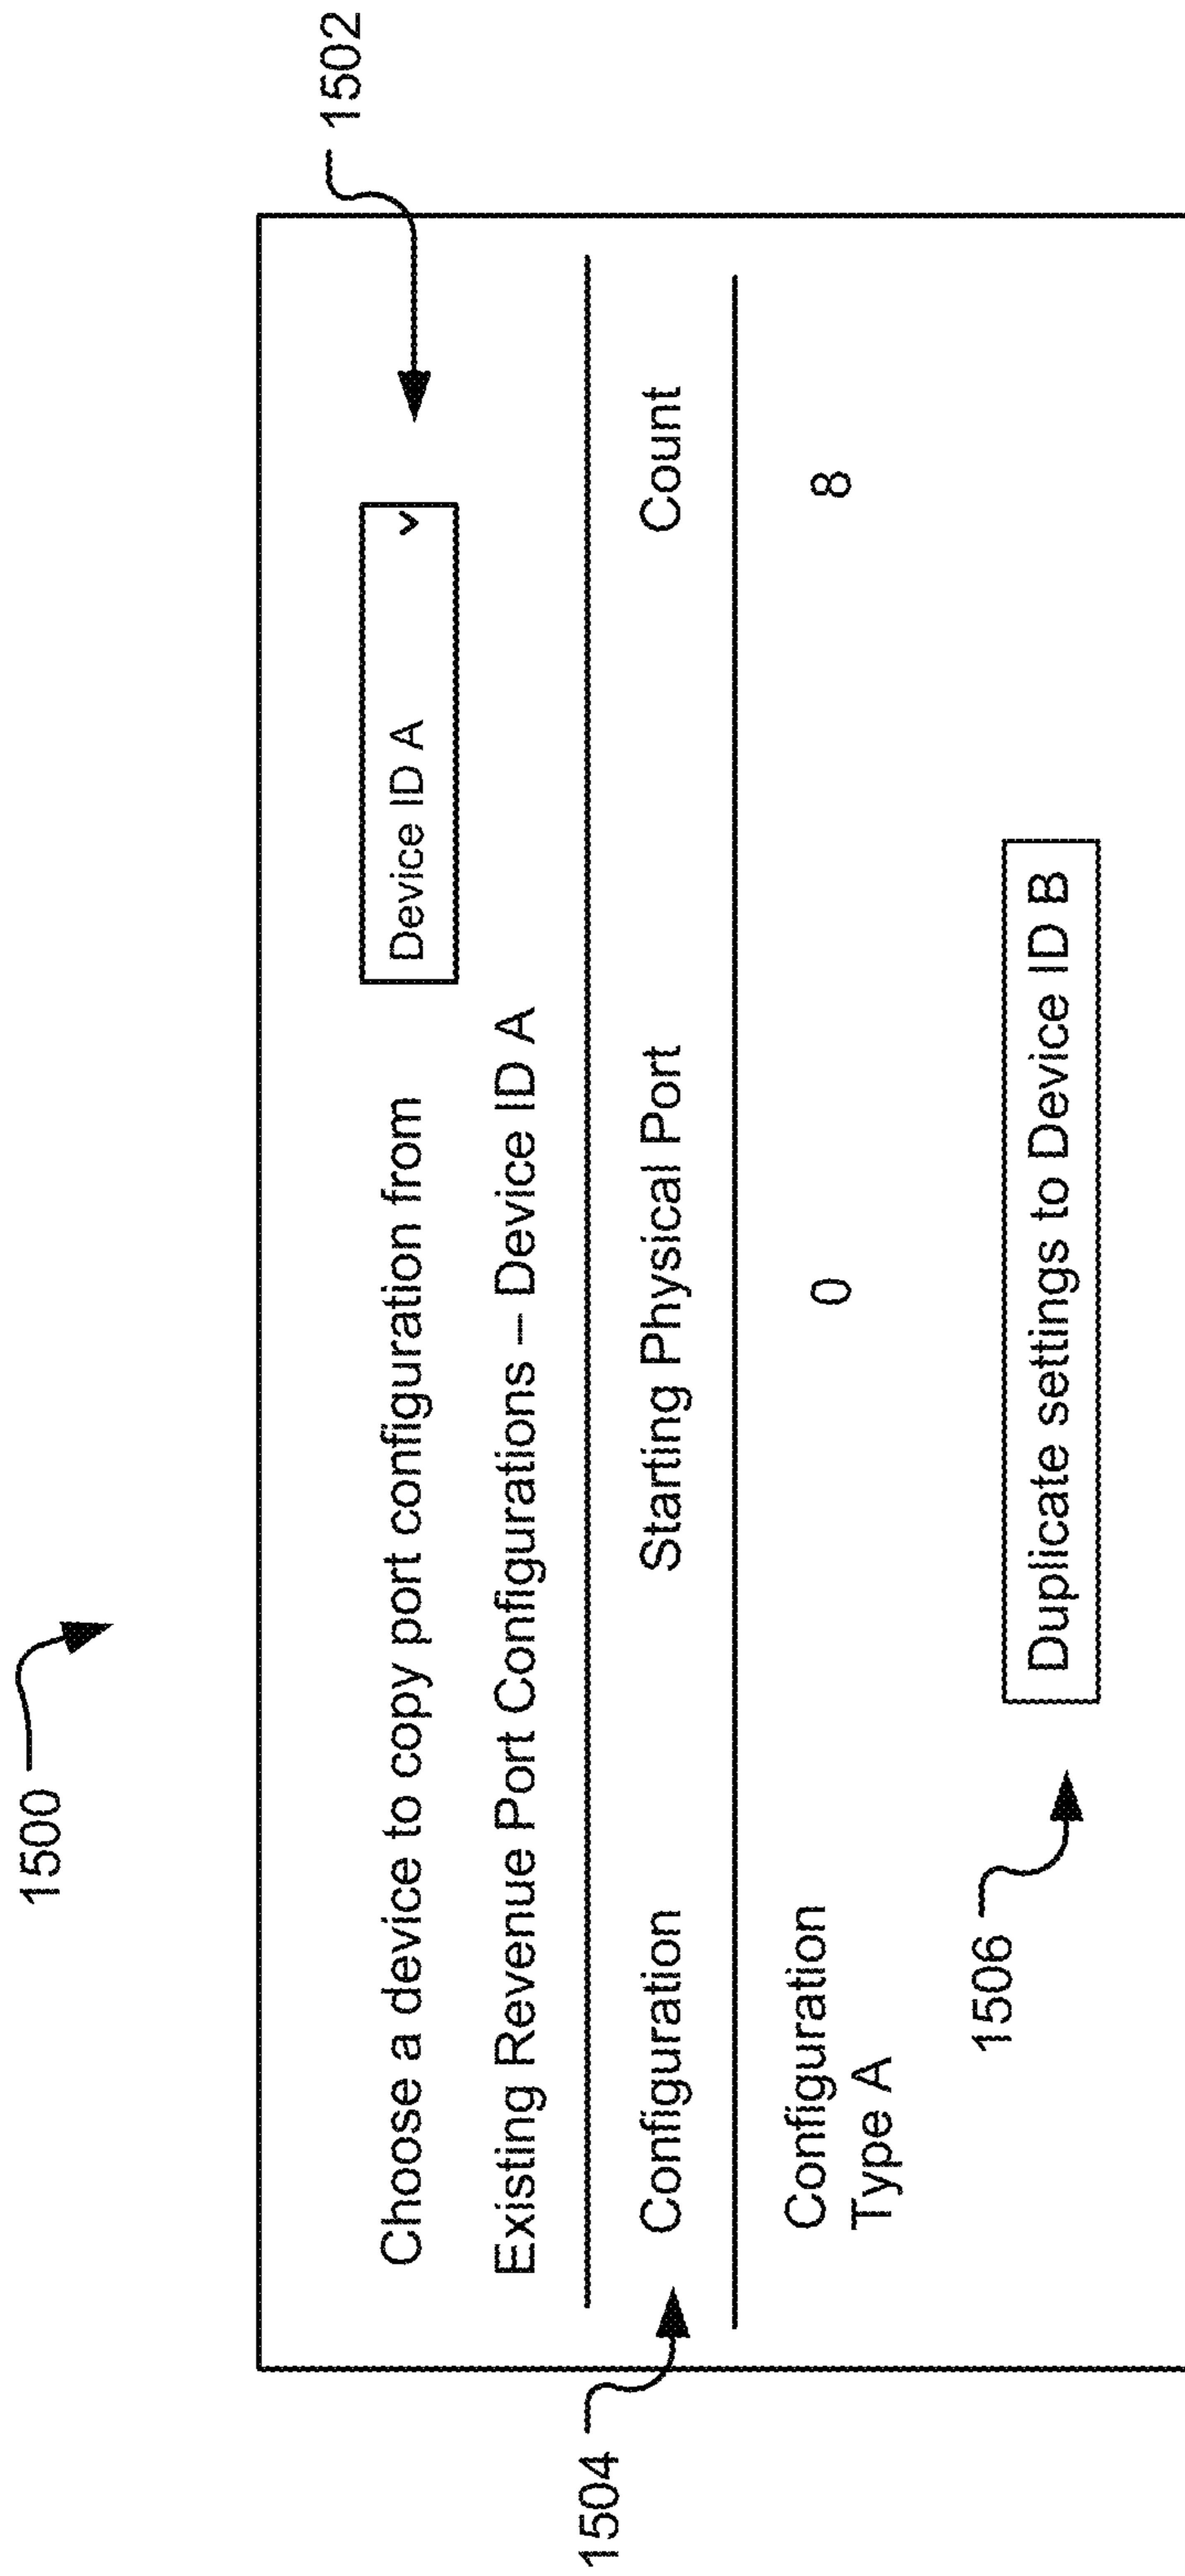 1500
1502
Choose a device to copy port configuration from
Device ID A
Existing Revenue Port Configurations – Device ID A
1504
Configuration Starting Physical Port Count
Configuration
Type A
0 8
1506
Duplicate settings to Device ID B